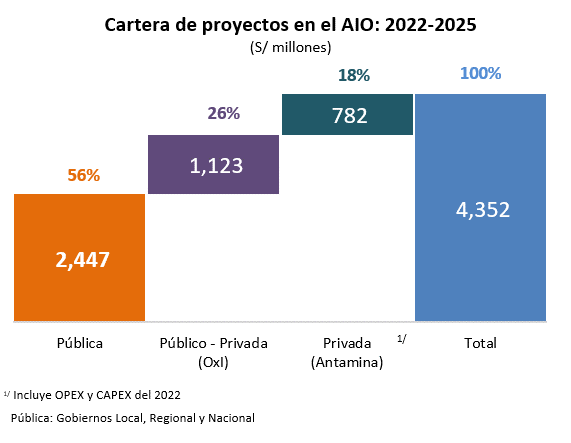 Cartera de proyectos en el AIO: 2022-2025
(S/ millones)
18%
100%
26%
782
56%
1,123
4,352
2,447
Pública
Público - Privada
(OxI)
Privada
(Antamina)
1/
Total
1/ Incluye OPEX y CAPEX del 2022
Pública: Gobiernos Local, Regional y Nacional